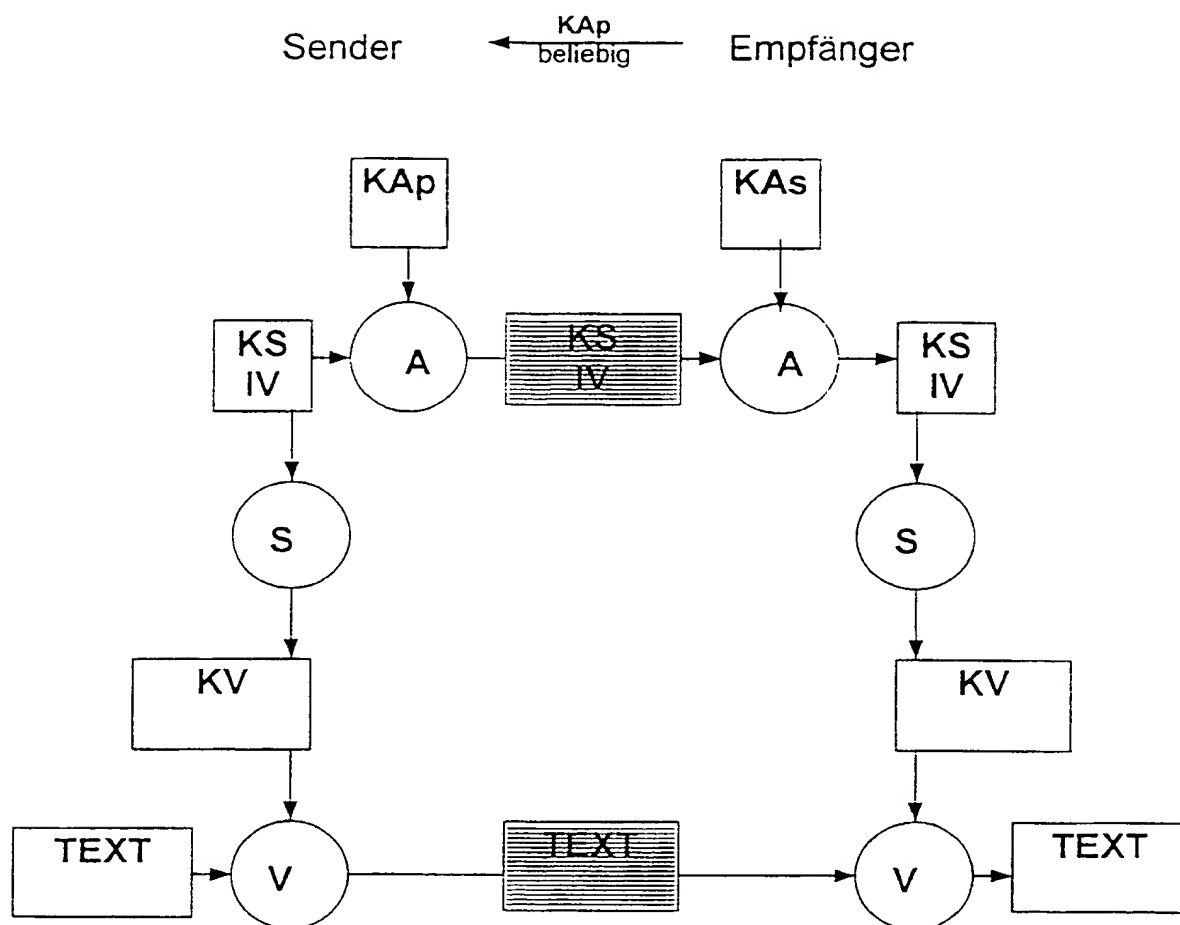 KAp
Sender beliebig Empfänger
KAp KAs
KS KS KS
IV A IV A IV
S S
KV KV
TEXT TEXT TEXT
V V